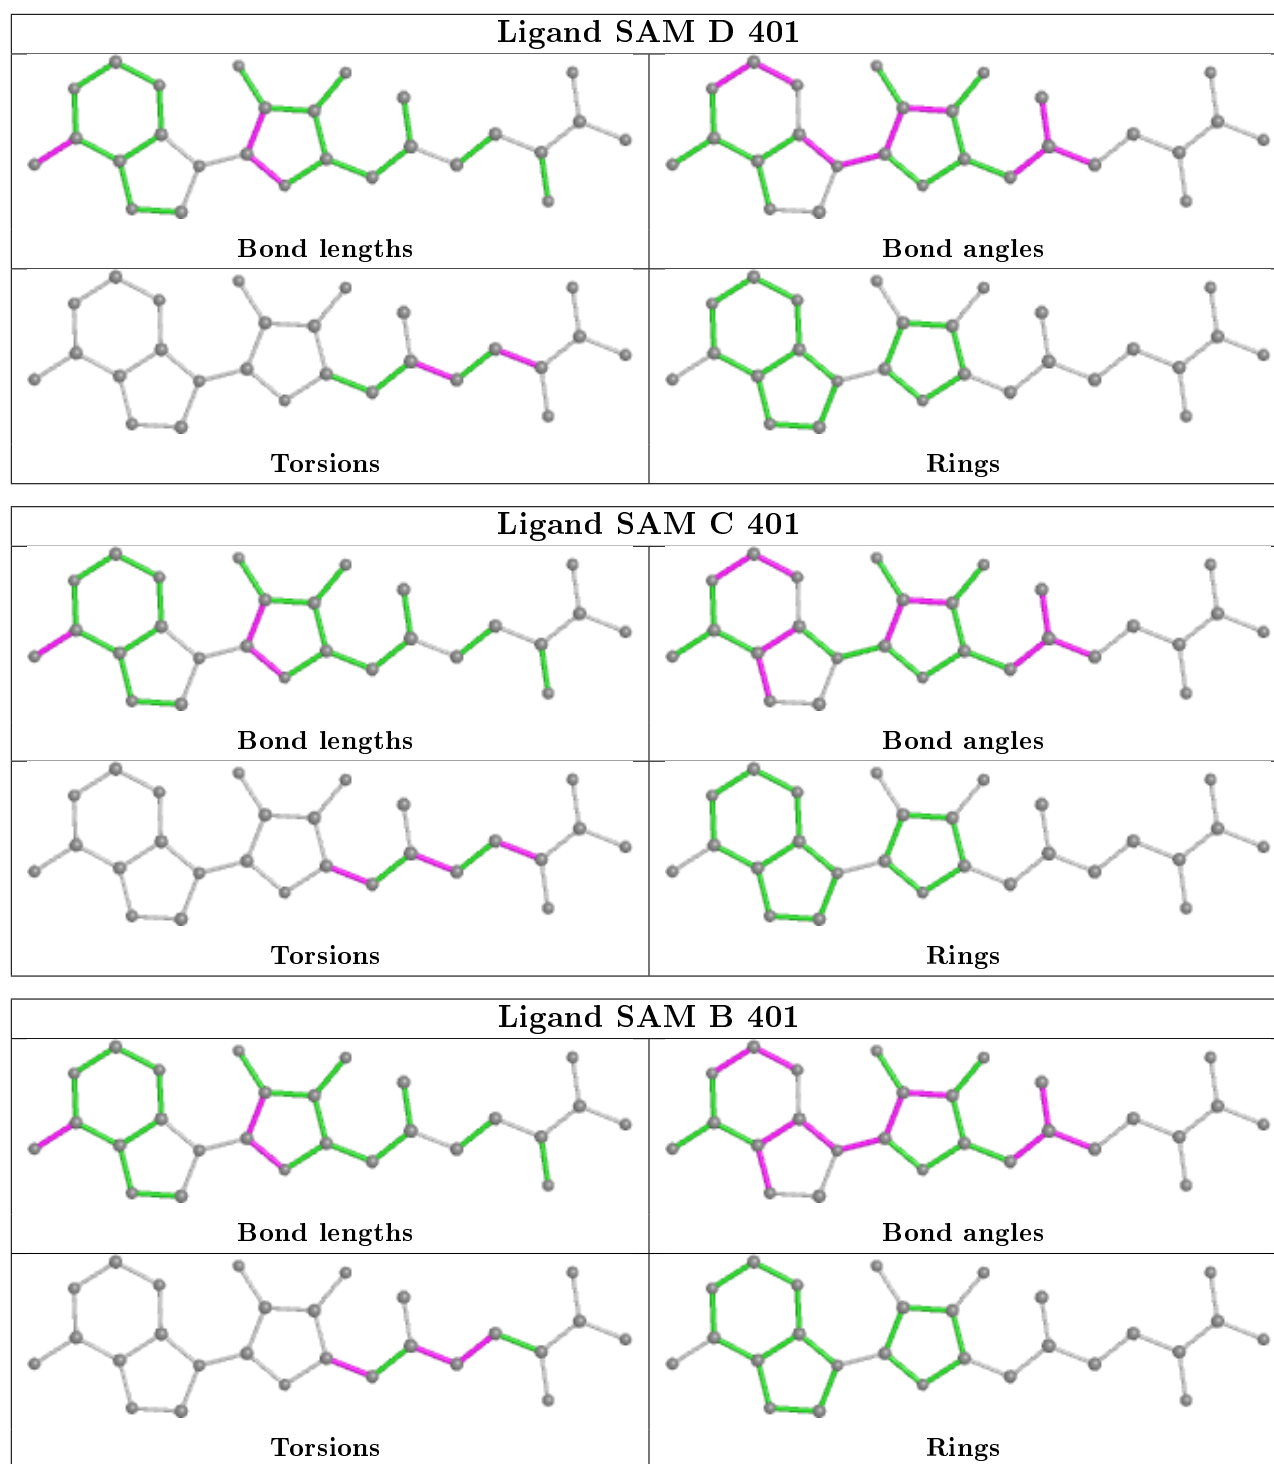 Ligand SAM D 401
Bond lengths
Bond angles
Torsions
Rings
Ligand SAM C 401
Bond lengths
Bond angles
Torsions
Rings
Ligand SAM B 401
Bond lengths
Bond angles
Torsions
Rings